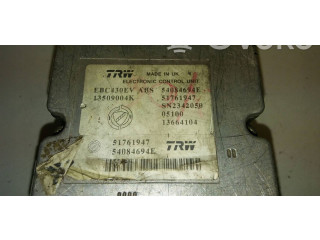 TRW MADE IN UK
ELECTRONIC CONTROL UNIT
EBC430EV ABS 54084694E
13509004K 51761947
SN2342050
05100
13664104
51761947
54084694E TRW